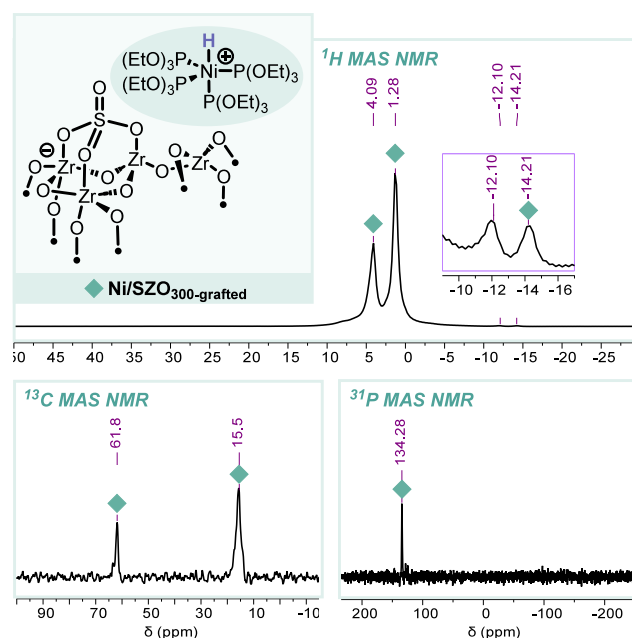 H
(EtO)3P ⊕
Ni P(OEt)3
(EtO)3P
P(OEt)3
O
O S O
⊖ O
O Zr Zr O Zr O
O Zr O O
O O O
Ni/SZO300-grafted
1H MAS NMR
4.09 1.28 -12.10 -14.21
-12.10 -14.21
-10 -12 -14 -16
50 45 40 35 30 25 20 15 10 5 0 -5 -10 -15 -20 -25
13C MAS NMR
61.8 15.5
90 70 50 30 10 -10
δ (ppm)
31P MAS NMR
134.28
200 100 0 -100 -200
δ (ppm)